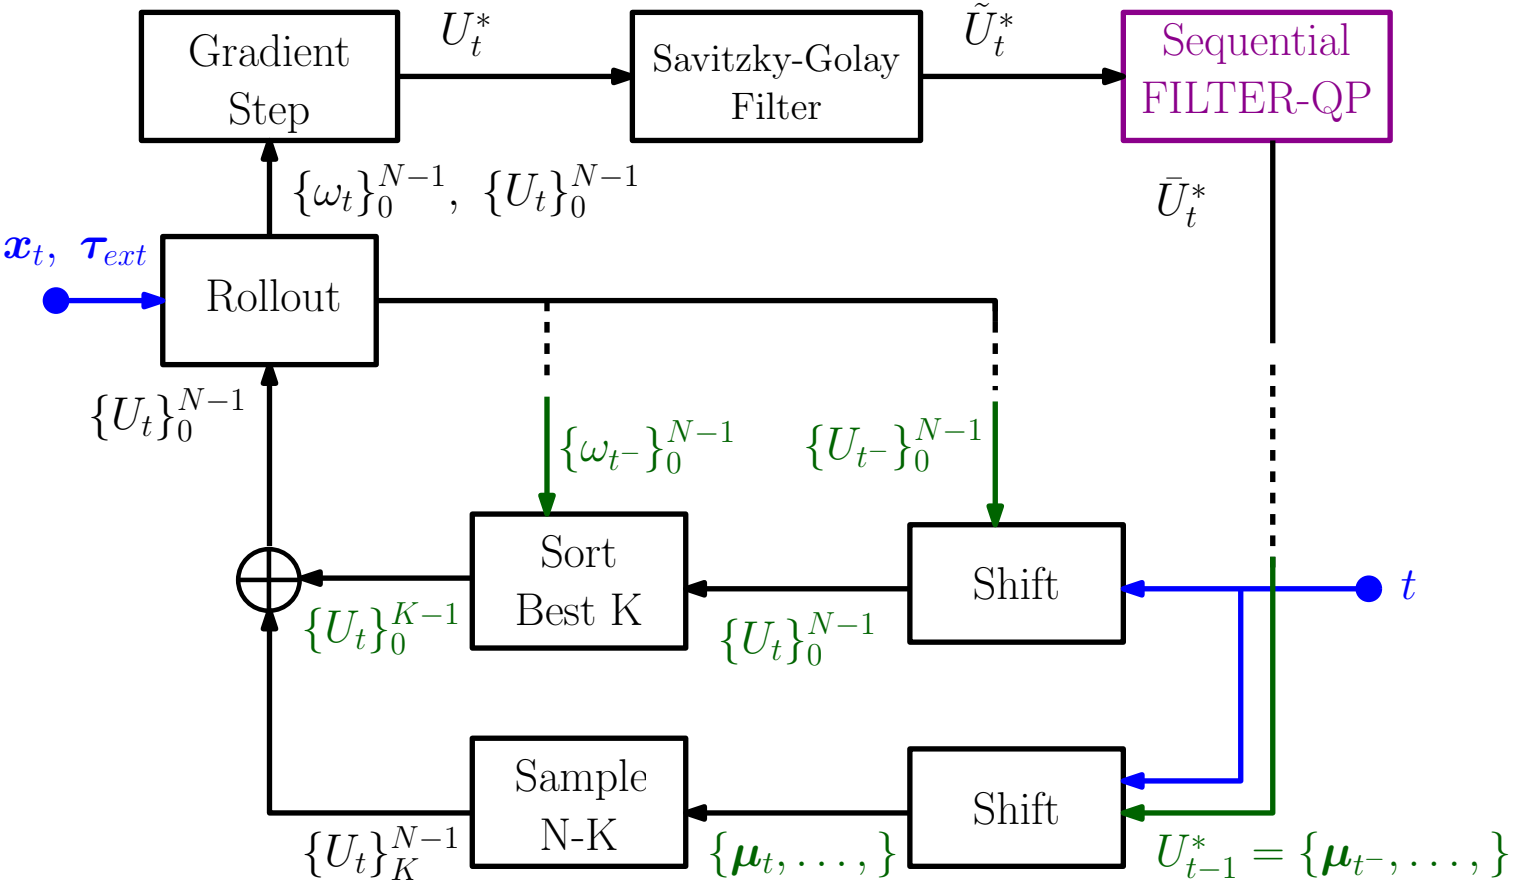 Gradient
Step
U_t^*
Savitzky-Golay
Filter
Ũ_t^*
Sequential
FILTER-QP
{ω_t}_0^{N−1}, {U_t}_0^{N−1}
Ū_t^*
x_t, τ_{ext}
Rollout
{U_t}_0^{N−1}
{ω_{t^−}}_0^{N−1}
{U_{t^−}}_0^{N−1}
Sort
Best K
Shift
t
{U_t}_0^{K−1}
{U_t}_0^{N−1}
Sample
N-K
Shift
{U_t}_K^{N−1}
{μ_t, . . . , }
U_{t−1}^* = {μ_{t^−}, . . . , }